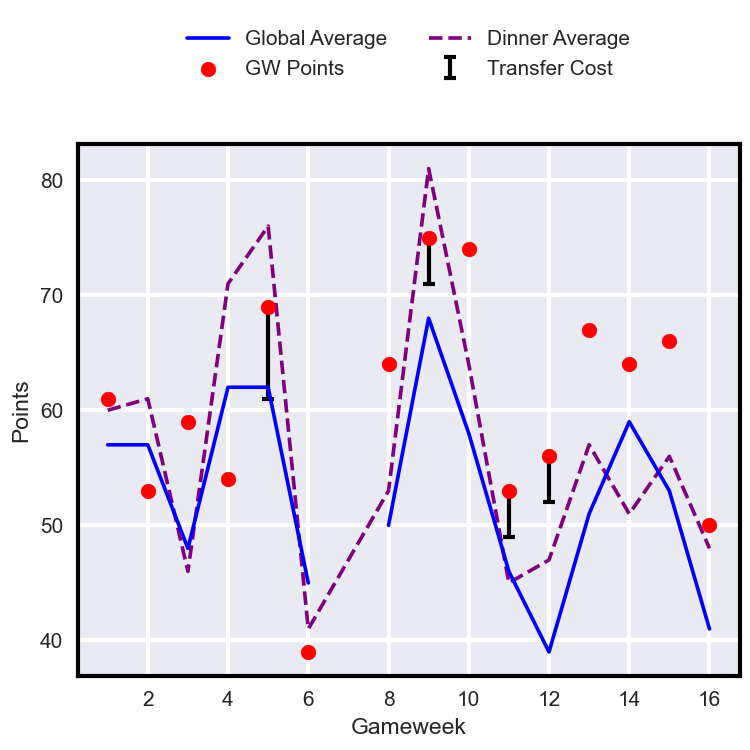 Global Average
Dinner Average
GW Points
Transfer Cost
80
70
60
50
40
Points
2 4 6 8 10 12 14 16
Gameweek